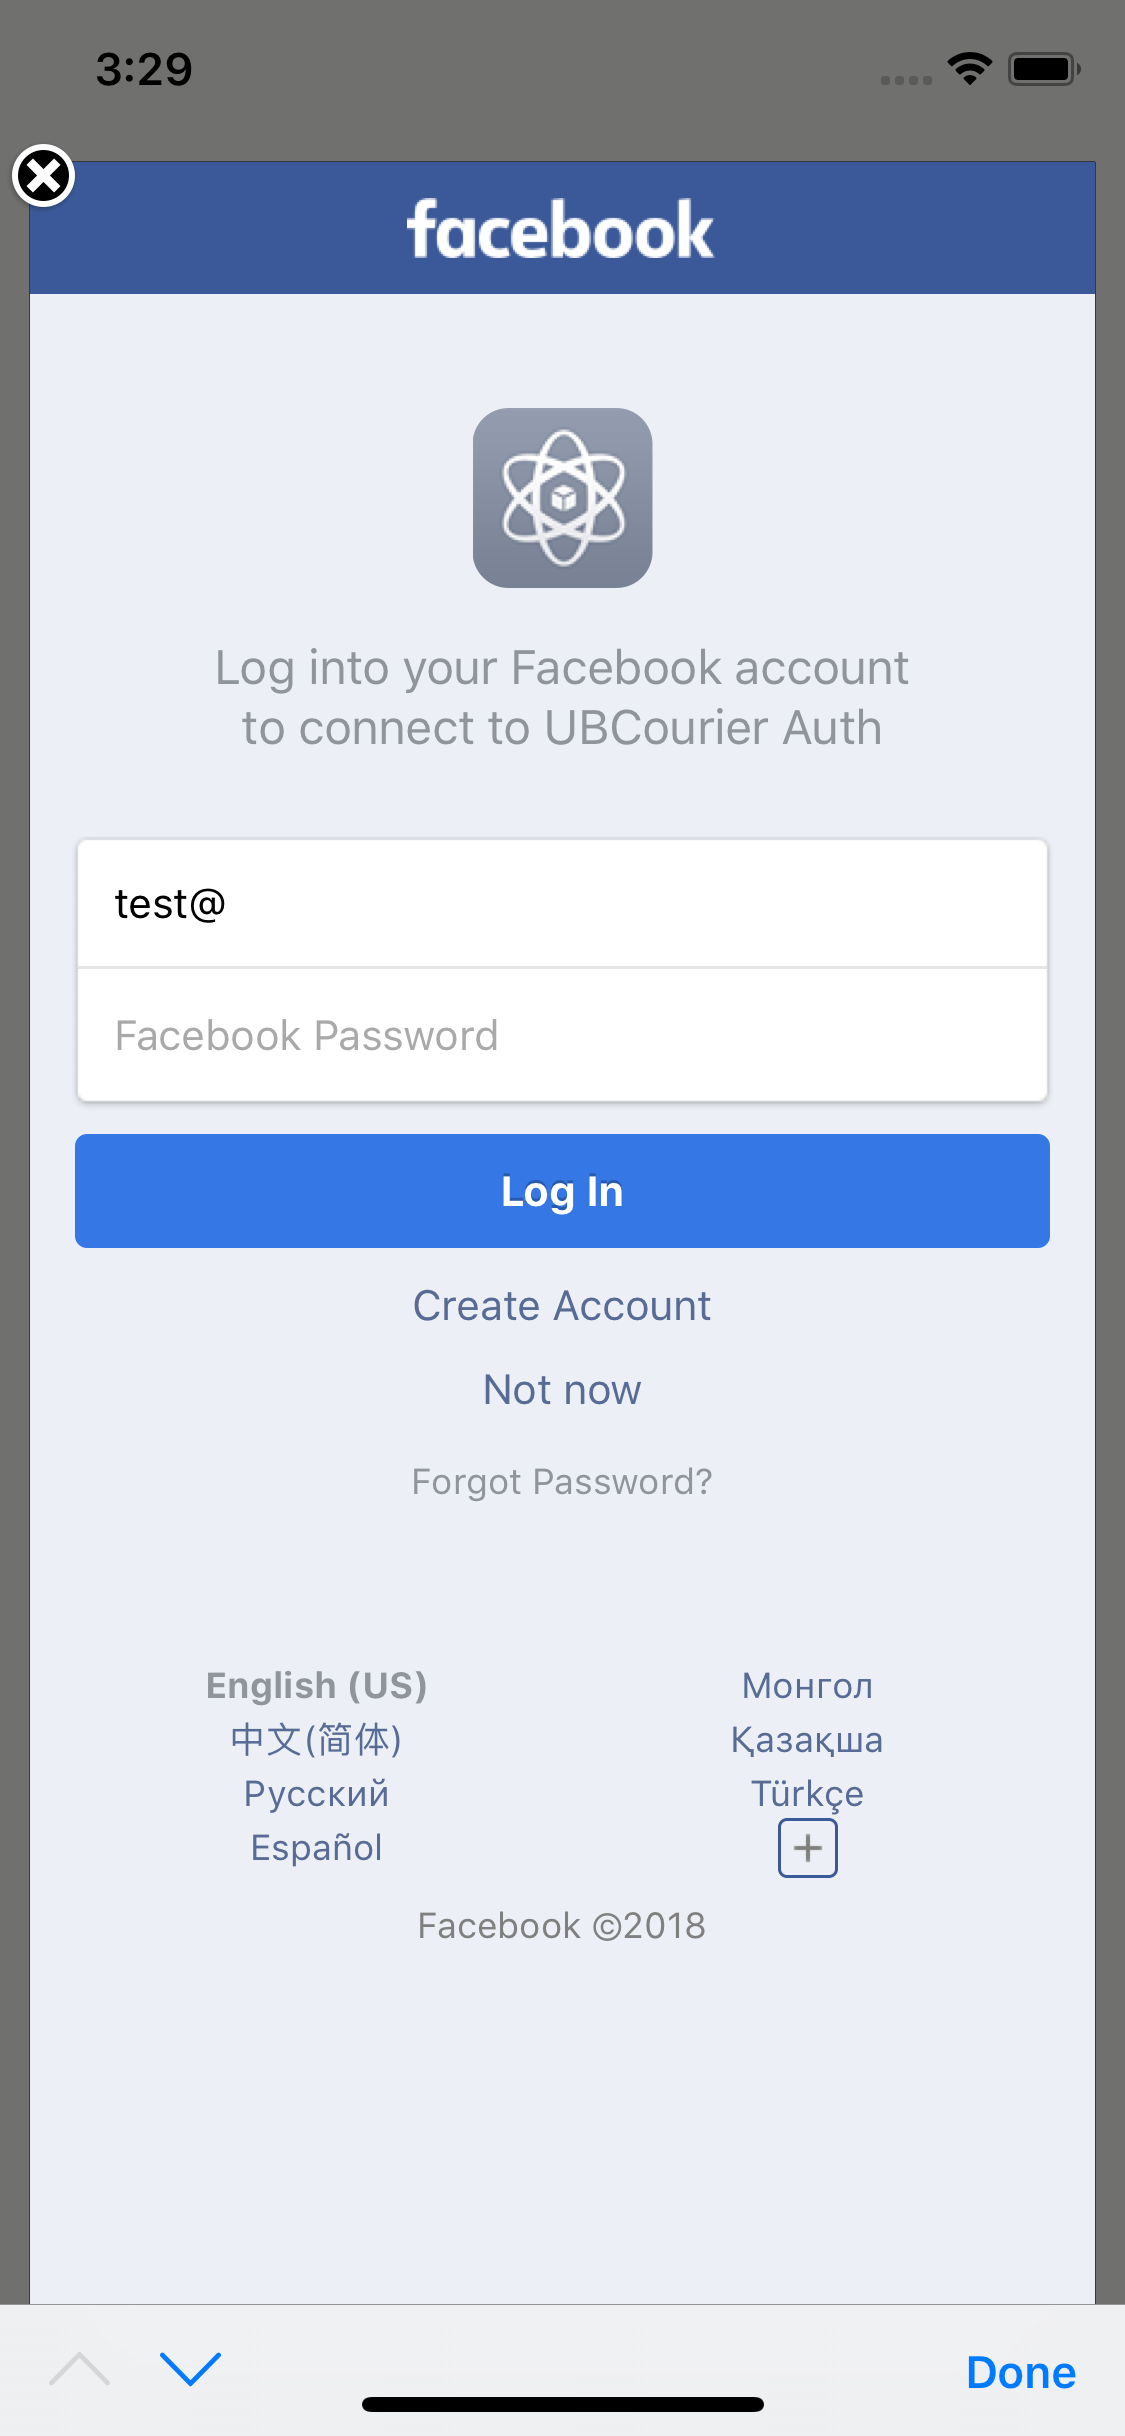 3:29
facebook
Log into your Facebook account
to connect to UBCourier Auth
test@
Facebook Password
Log In
Create Account
Not now
Forgot Password?
English (US)
中文(简体)
Русский
Español
Монгол
Қазақша
Türkçe
Facebook ©2018
Done